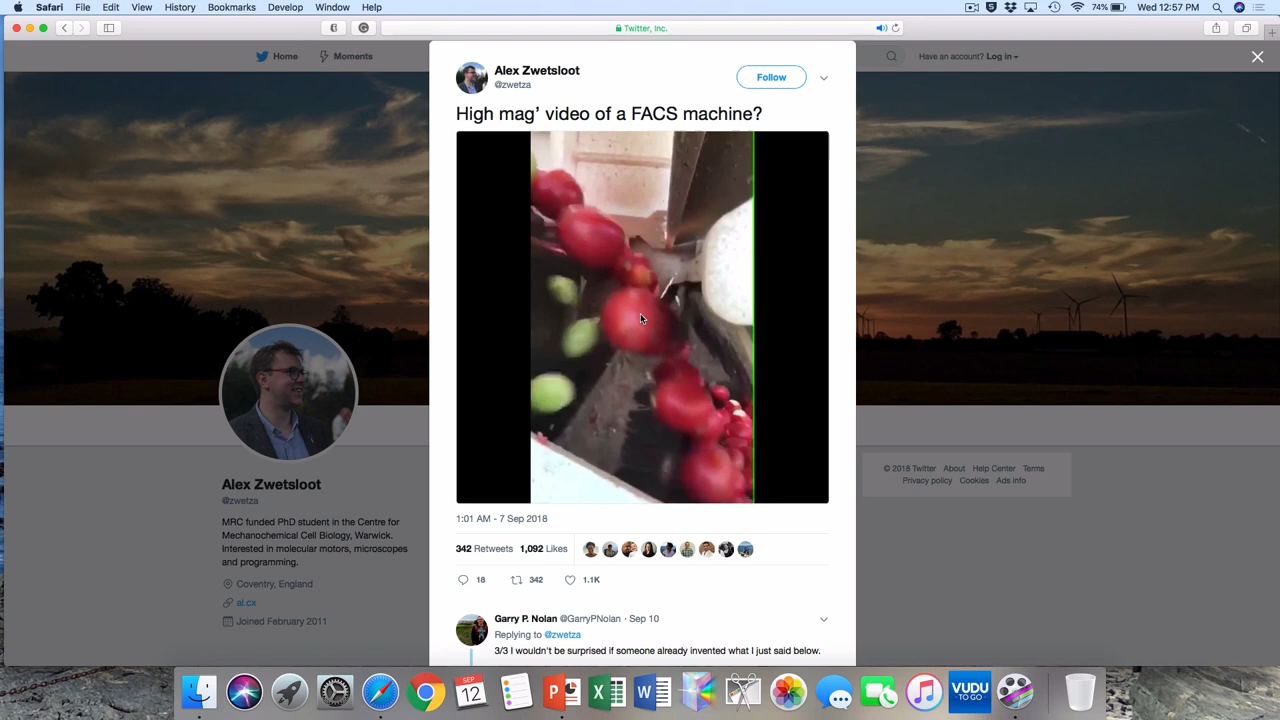 Safari File Edit View History Bookmarks Develop Window Help
5
74%
Wed 12:57 PM
Twitter, Inc.
Home
Moments
Have an account? Log in
Alex Zwetsloot
@zwetza
Follow
High mag’ video of a FACS machine?
1:01 AM - 7 Sep 2018
342 Retweets 1,092 Likes
18
342
1.1K
Garry P. Nolan @GarryPNolan · Sep 10
Replying to @zwetza
3/3 I wouldn't be surprised if someone already invented what I just said below.
Alex Zwetsloot
@zwetza
MRC funded PhD student in the Centre for
Mechanochemical Cell Biology, Warwick.
Interested in molecular motors, microscopes
and programming.
Coventry, England
al.cx
Joined February 2011
© 2018 Twitter About Help Center Terms
Privacy policy Cookies Ads info
SEP
12
P
X
W
VUDU
TO GO